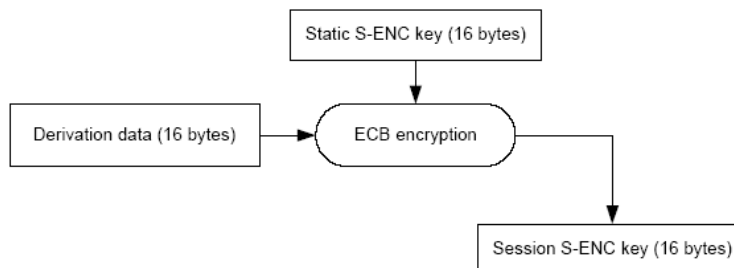 Static S-ENC key (16 bytes)
Derivation data (16 bytes)
ECB encryption
Session S-ENC key (16 bytes)